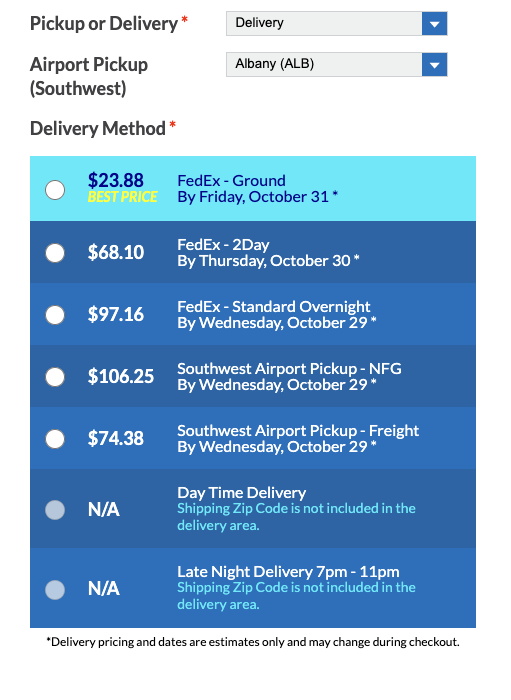 Pickup or Delivery *
Delivery
Airport Pickup
(Southwest)
Albany (ALB)
Delivery Method *
$23.88
BEST PRICE
FedEx - Ground
By Friday, October 31 *
$68.10
FedEx - 2Day
By Thursday, October 30 *
$97.16
FedEx - Standard Overnight
By Wednesday, October 29 *
$106.25
Southwest Airport Pickup - NFG
By Wednesday, October 29 *
$74.38
Southwest Airport Pickup - Freight
By Wednesday, October 29 *
N/A
Day Time Delivery
Shipping Zip Code is not included in the
delivery area.
N/A
Late Night Delivery 7pm - 11pm
Shipping Zip Code is not included in the
delivery area.
*Delivery pricing and dates are estimates only and may change during checkout.